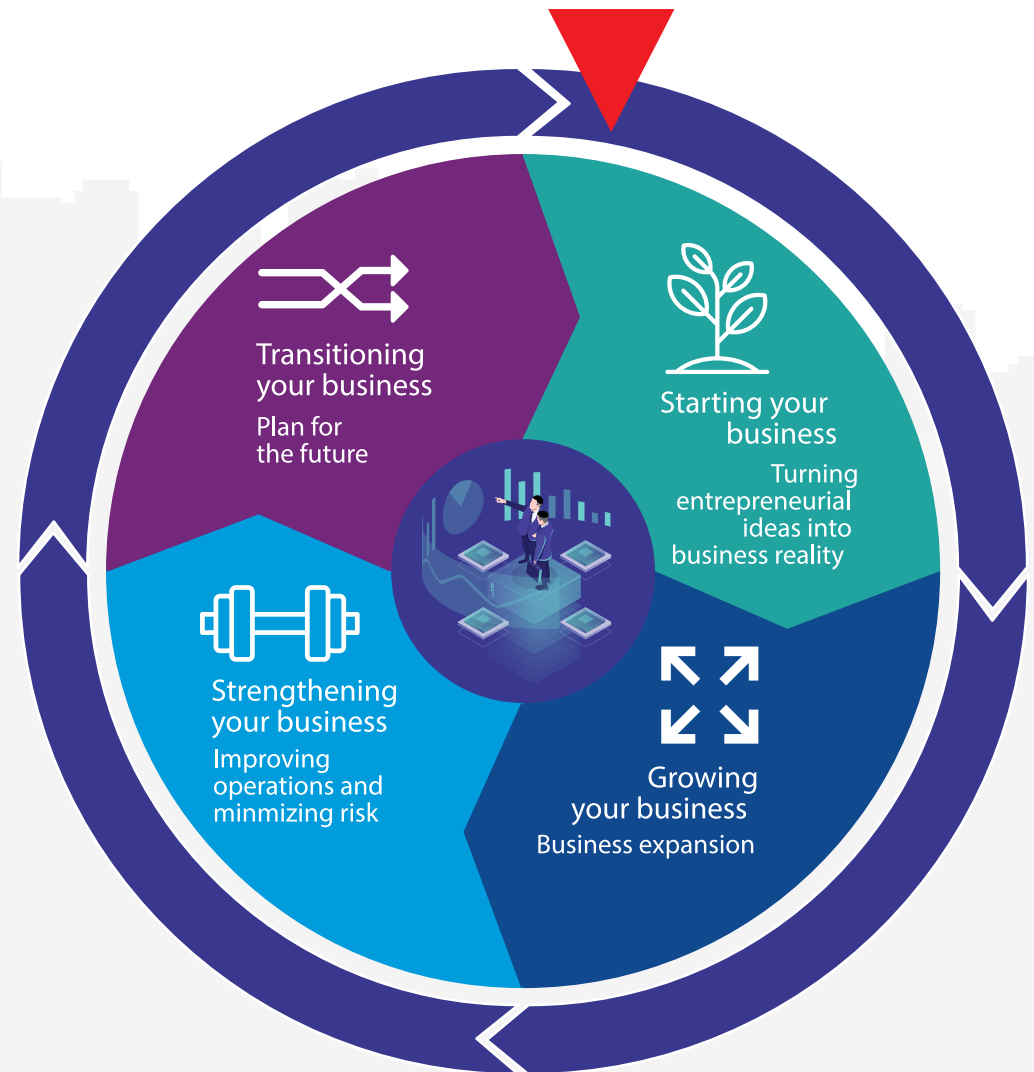 Transitioning
your business
Plan for
the future
Starting your
business
Turning
entrepreneurial
ideas into
business reality
Strengthening
your business
Improving
operations and
minmizing risk
Growing
your business
Business expansion